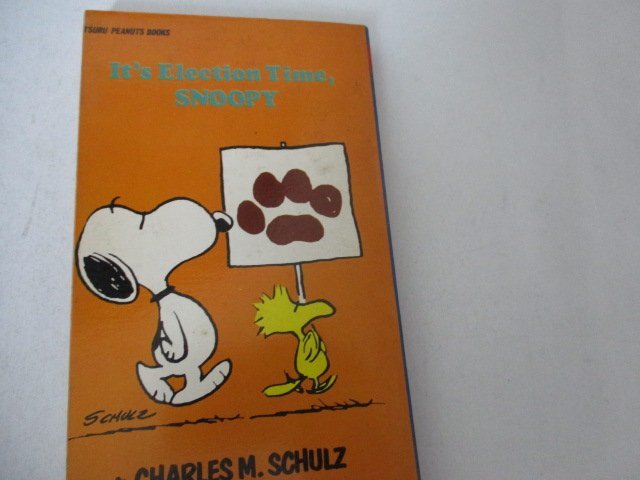 TSURU PEANUTS BOOKS
It's Election Time,
SNOOPY
SCHULZ
CHARLES M. SCHULZ